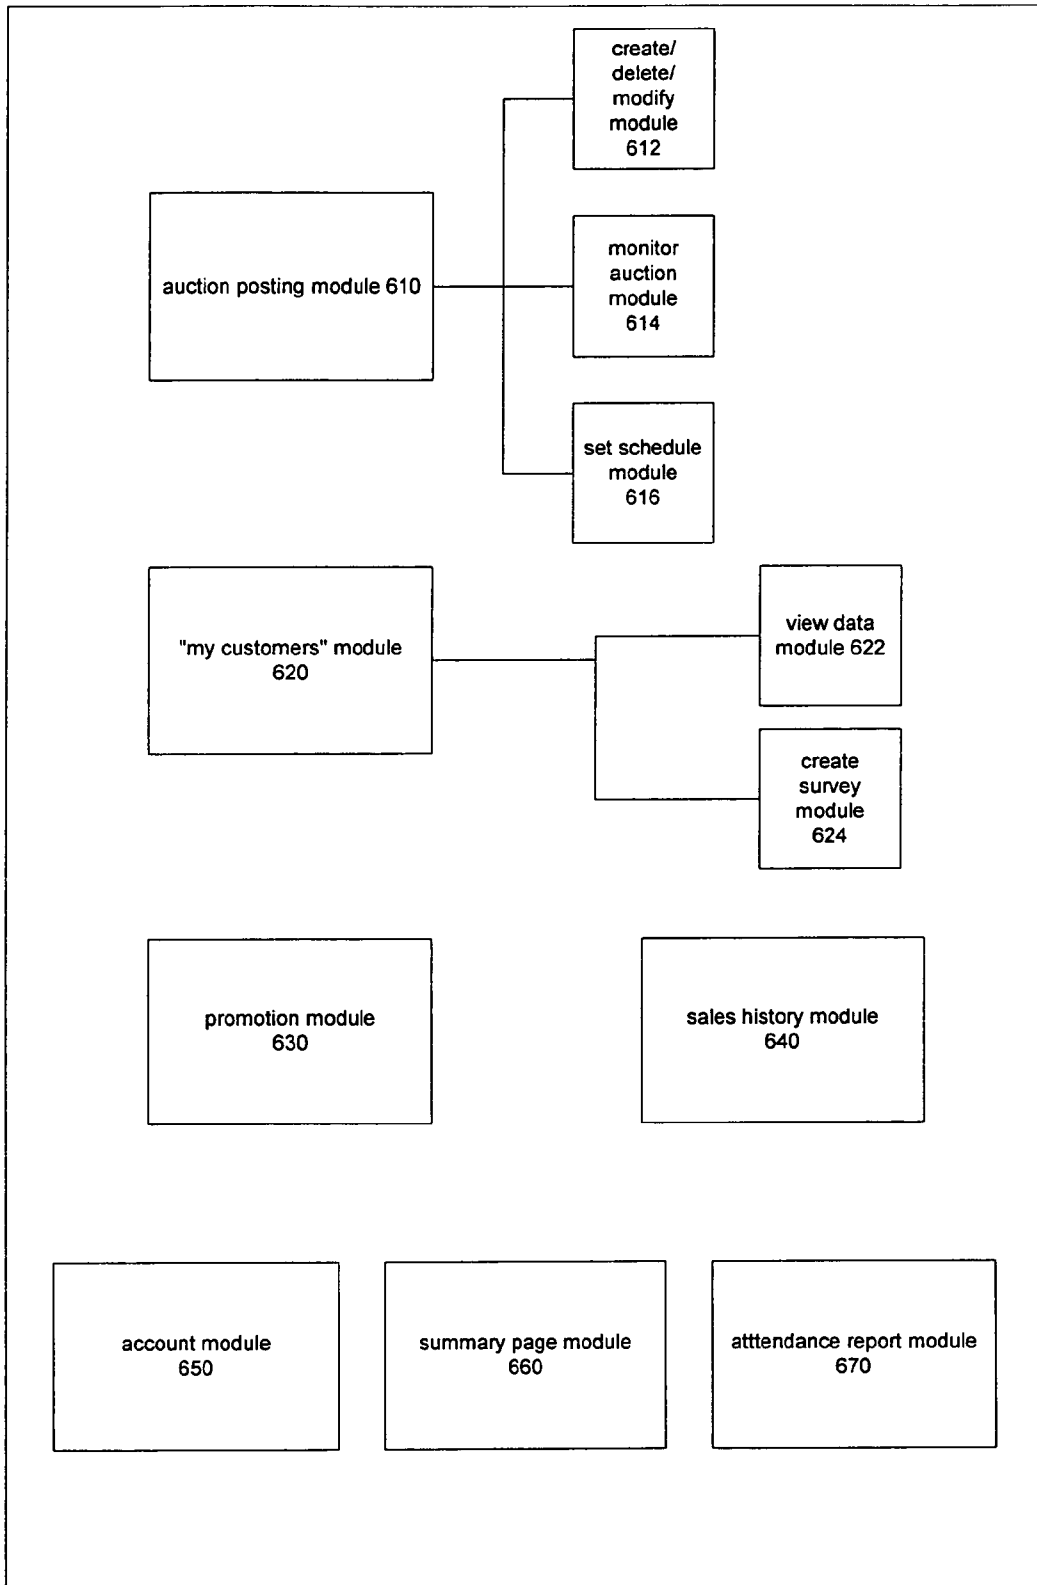 create/
delete/
modify
module
612
auction posting module 610
monitor
auction
module
614
set schedule
module
616
"my customers" module
620
view data
module 622
create
survey
module
624
promotion module
630
sales history module
640
account module
650
summary page module
660
atttendance report module
670